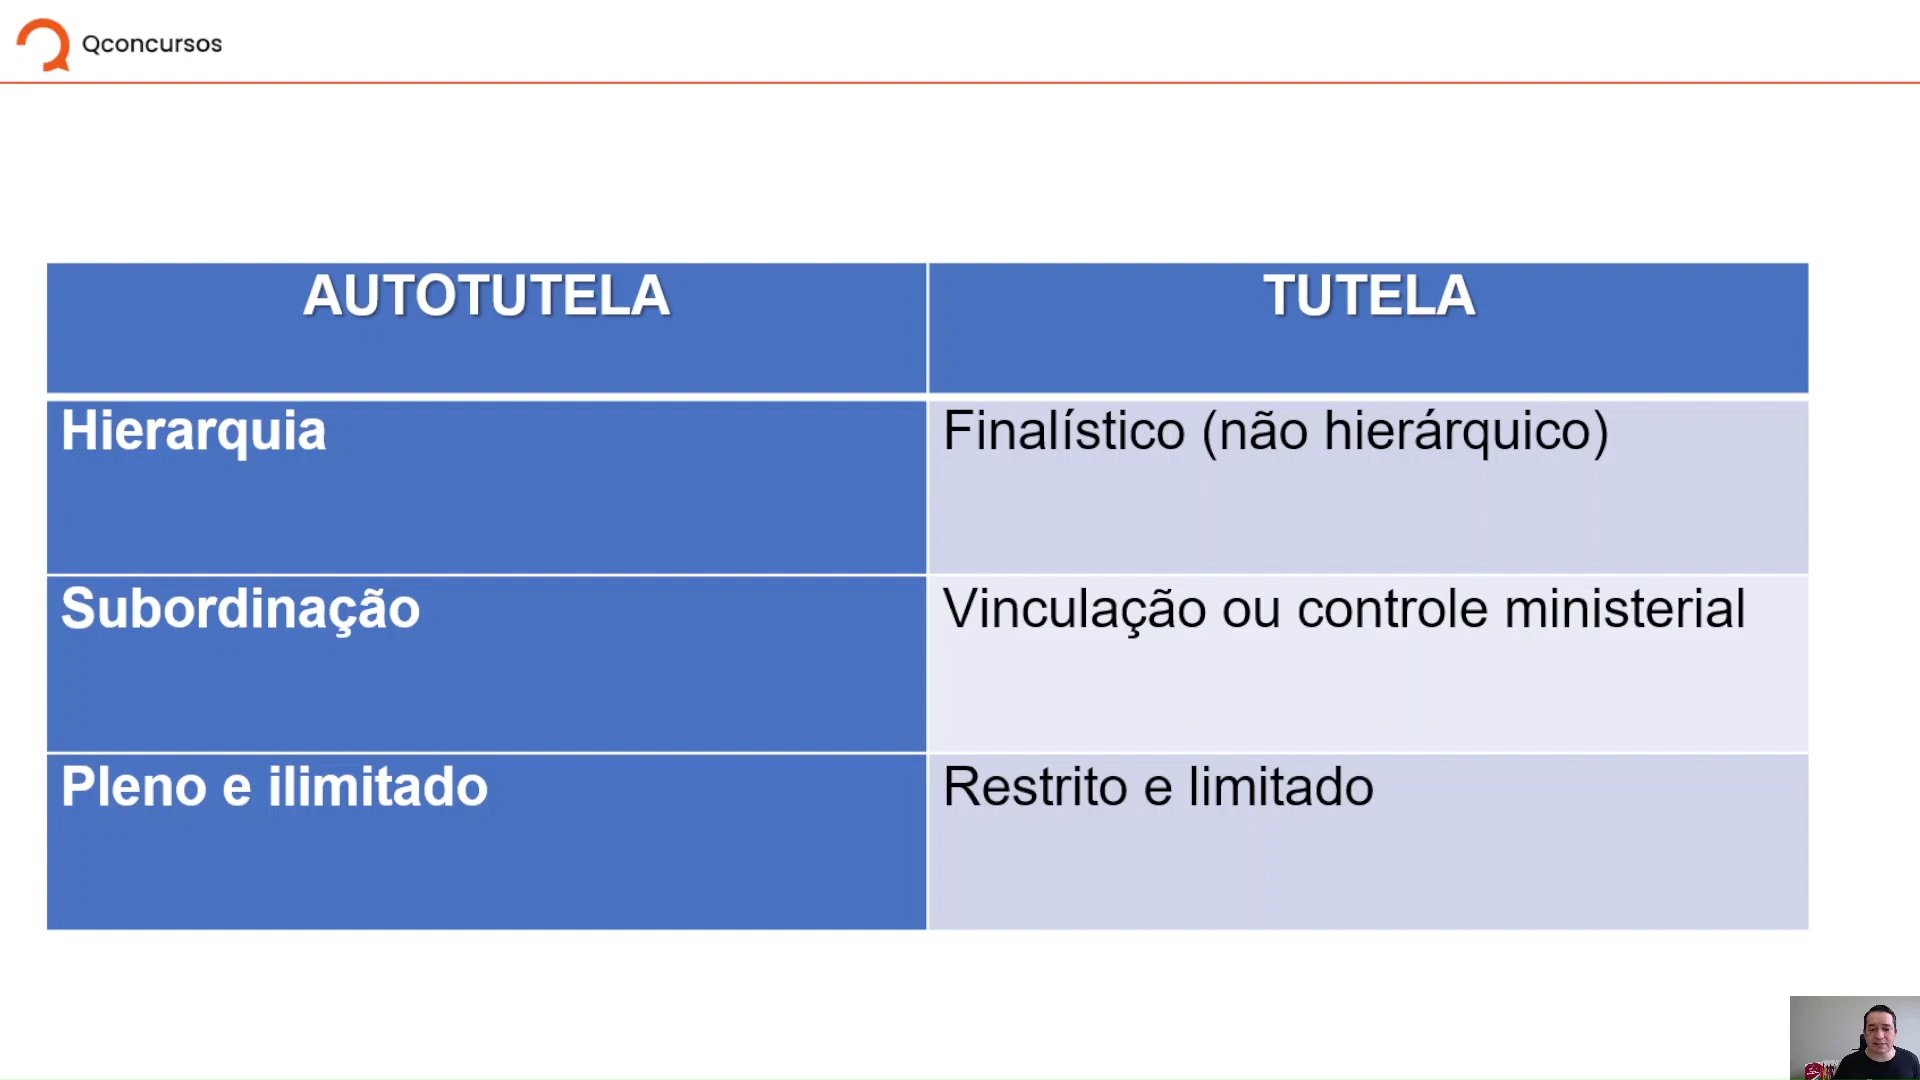 Qconcursos
AUTOTUTELA
TUTELA
Hierarquia
Finalístico (não hierárquico)
Subordinação
Vinculação ou controle ministerial
Pleno e ilimitado
Restrito e limitado